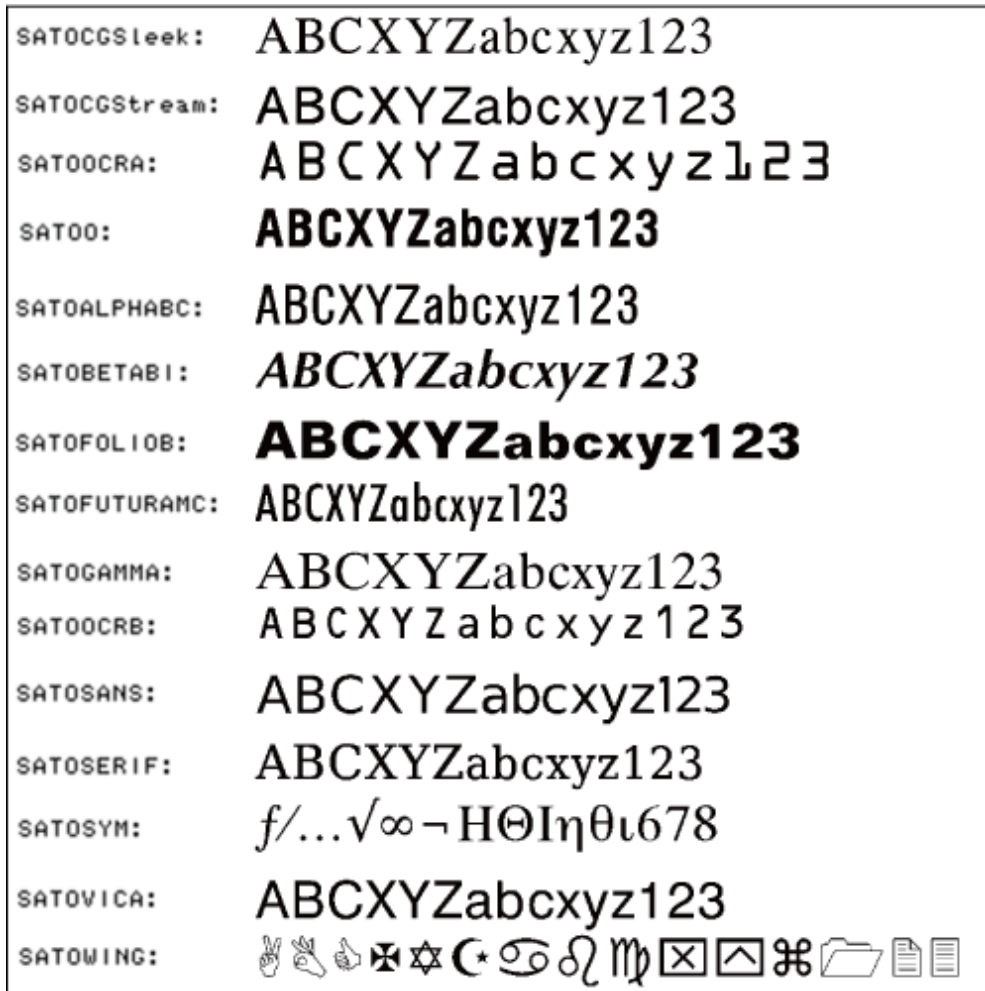 SATOCGSleek: ABCXYZabcxyz123
SATOCGStream: ABCXYZabcxyz123
SATOOCRA: ABCXYZabcxyz123
SATO0: ABCXYZabcxyz123
SATOALPHABC: ABCXYZabcxyz123
SATOBETABI: ABCXYZabcxyz123
SATOFOLIOB: ABCXYZabcxyz123
SATOFUTURAMC: ABCXYZabcxyz123
SATOGAMMA: ABCXYZabcxyz123
SATOOCRB: ABCXYZabcxyz123
SATOSANS: ABCXYZabcxyz123
SATOSERIF: ABCXYZabcxyz123
SATOSYM: ƒ⁄…√∞¬ΗΘΙηθι678
SATOVICA: ABCXYZabcxyz123
SATOWING: ✌👌👍✠✡☪♋♌♍⌧⍓⌘📁📄🗏